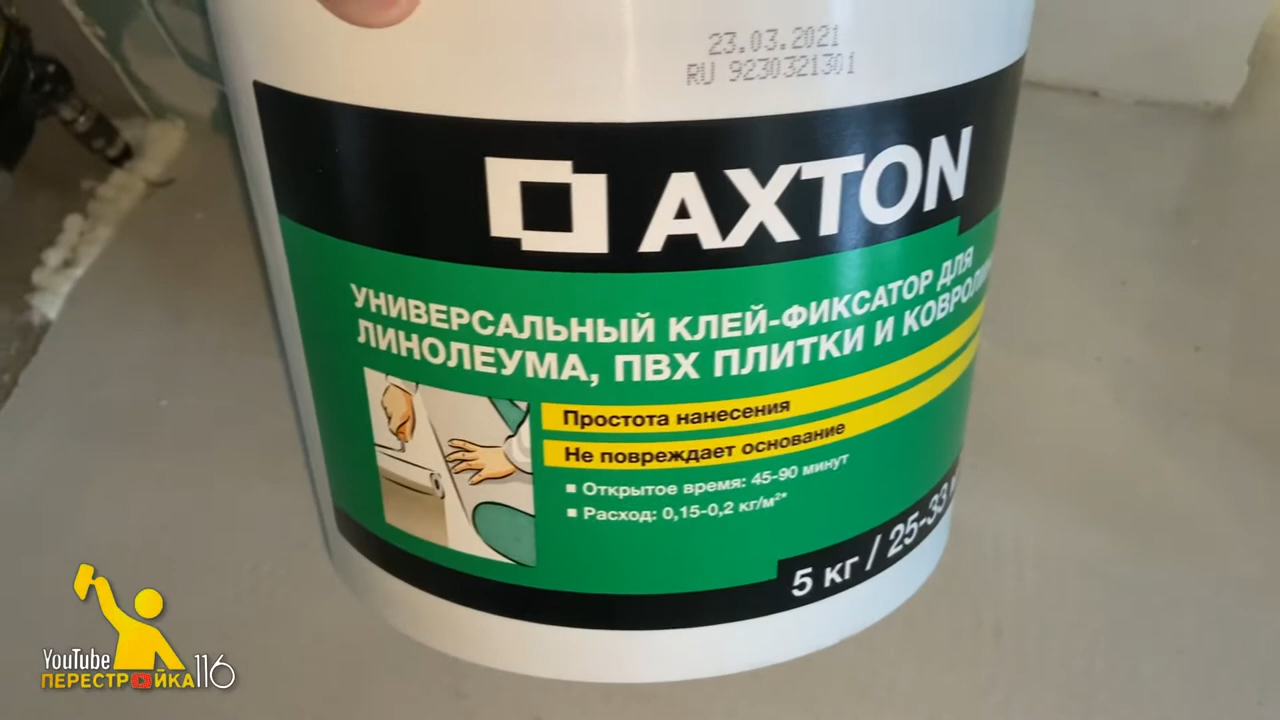 23.03.2021
RU 9230321301
AXTON
УНИВЕРСАЛЬНЫЙ КЛЕЙ-ФИКСАТОР ДЛЯ
ЛИНОЛЕУМА, ПВХ ПЛИТКИ И
Простота нанесения
Не повреждает основание
▪ Открытое время: 45-90 минут
▪ Расход: 0,15-0,2 кг/м²*
5 кг / 25-33
YouTube
ПЕРЕСТРОЙКА116